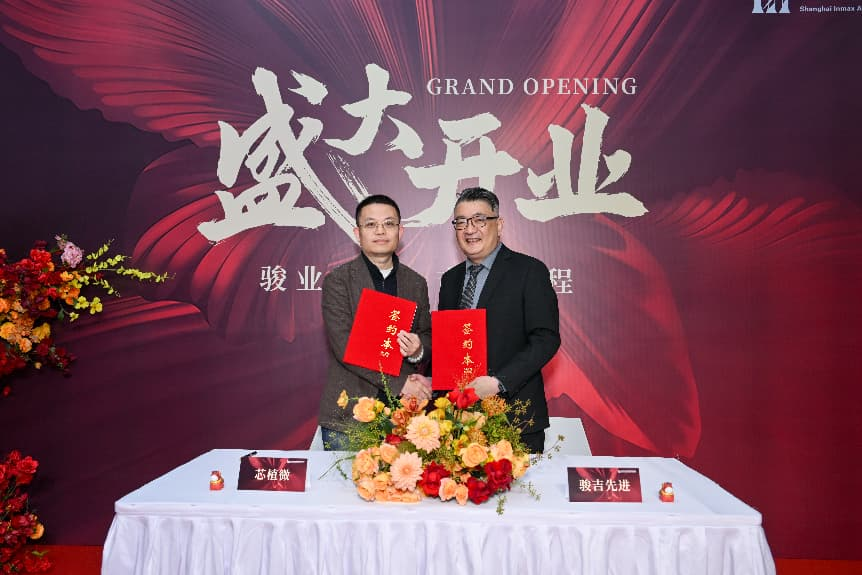 Shanghai Inmax A
GRAND OPENING
盛大开业
骏业
程
签约本
签约本
芯植微
骏吉先进